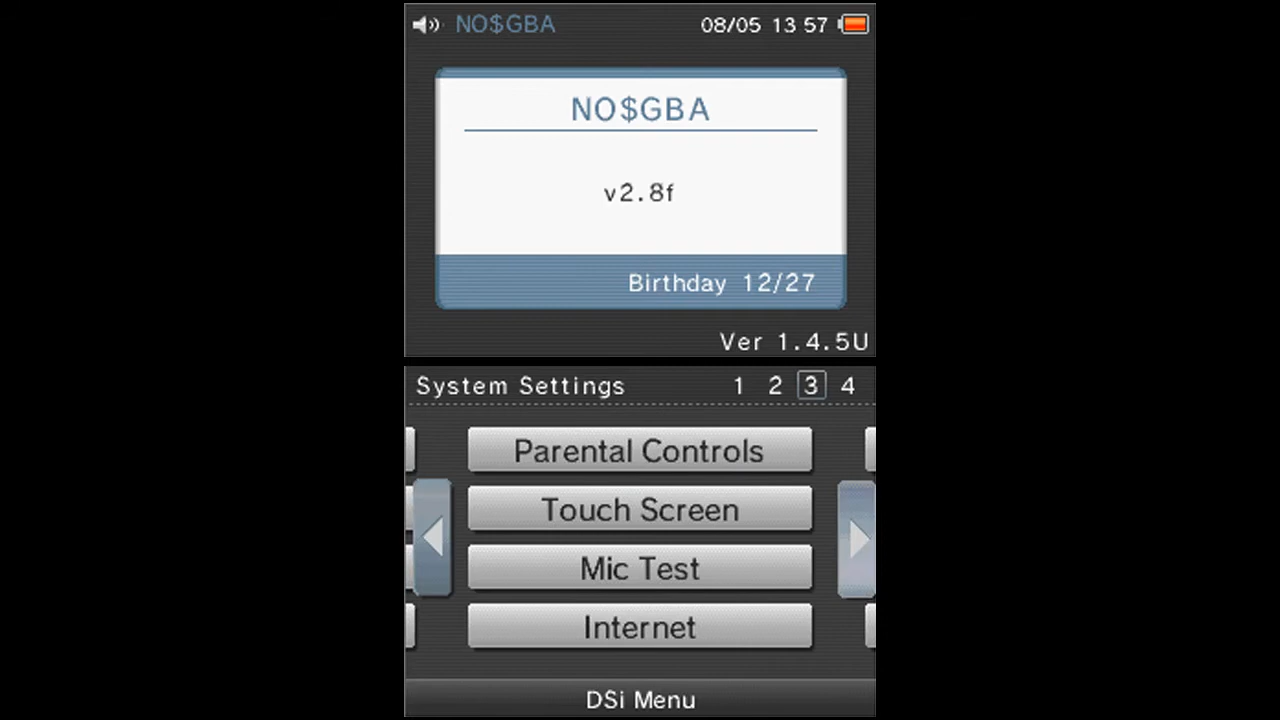 NO$GBA 08/05 13 57
NO$GBA
v2.8f
Birthday 12/27
Ver 1.4.5U
System Settings 1 2 3 4
Parental Controls
Touch Screen
Mic Test
Internet
DSi Menu